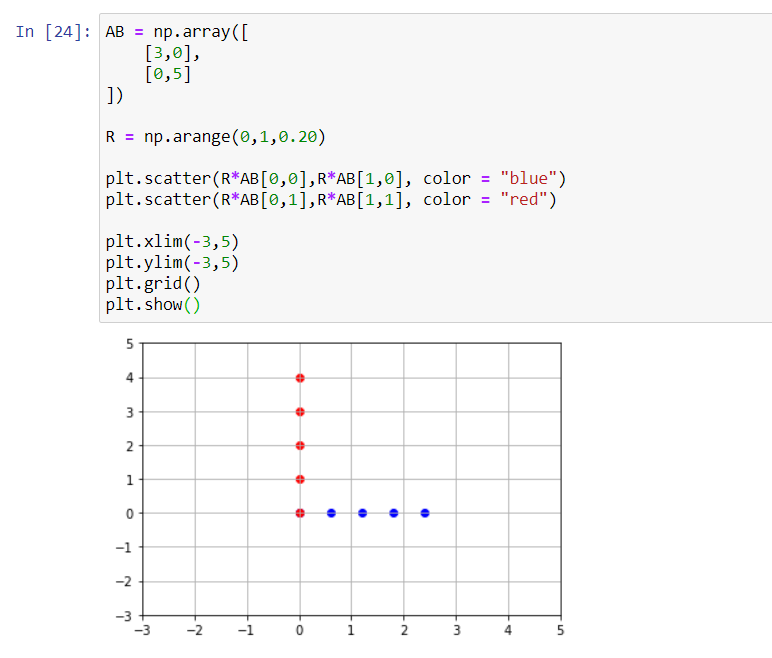 In [24]: AB = np.array([
    [3,0],
    [0,5]
])
R = np.arange(0,1,0.20)
plt.scatter(R*AB[0,0],R*AB[1,0], color = "blue")
plt.scatter(R*AB[0,1],R*AB[1,1], color = "red")
plt.xlim(-3,5)
plt.ylim(-3,5)
plt.grid()
plt.show()
5
4
3
2
1
0
−1
−2
−3
−3 −2 −1 0 1 2 3 4 5